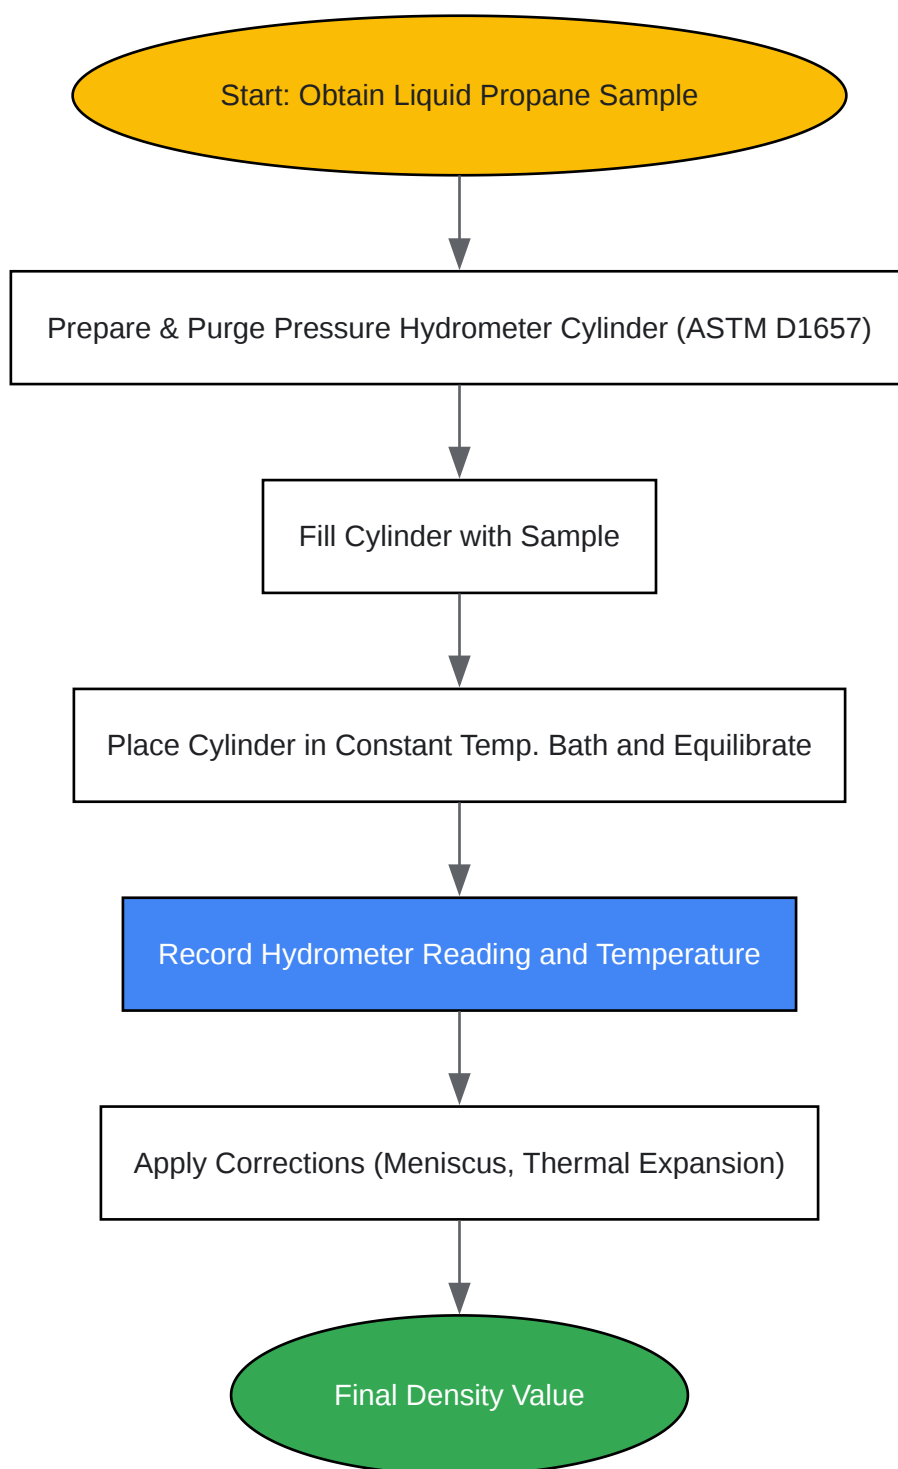 Start: Obtain Liquid Propane Sample
Prepare & Purge Pressure Hydrometer Cylinder (ASTM D1657)
Fill Cylinder with Sample
Place Cylinder in Constant Temp. Bath and Equilibrate
Record Hydrometer Reading and Temperature
Apply Corrections (Meniscus, Thermal Expansion)
Final Density Value